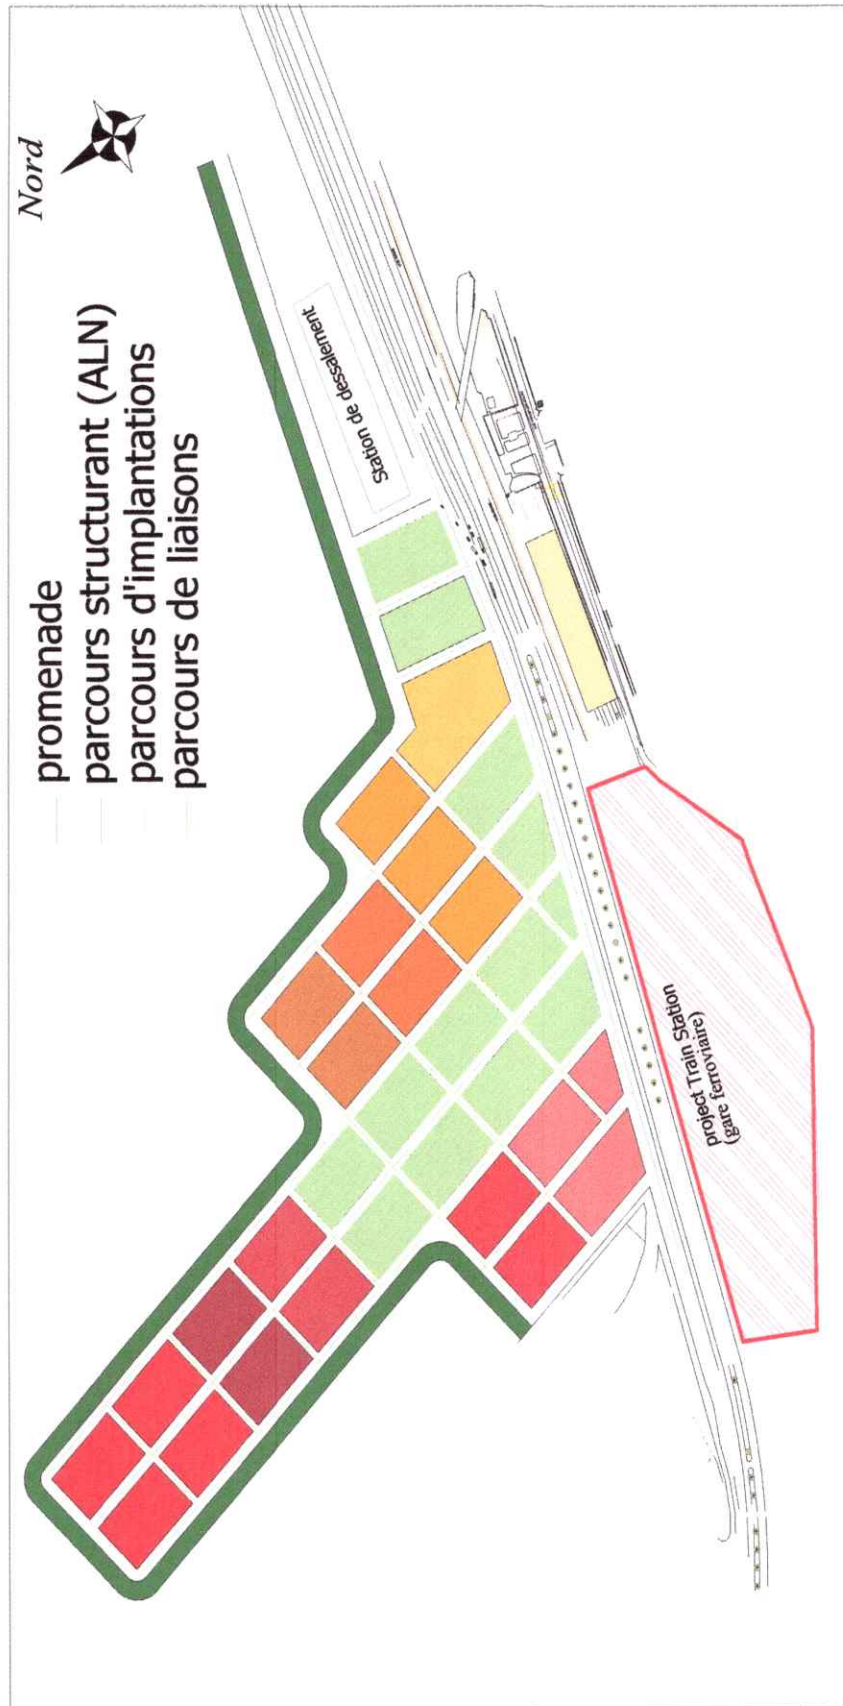 Nord
promenade
parcours structurant (ALN)
parcours d'implantations
parcours de liaisons
Station de dessalement
project Train Station
(gare ferroviaire)